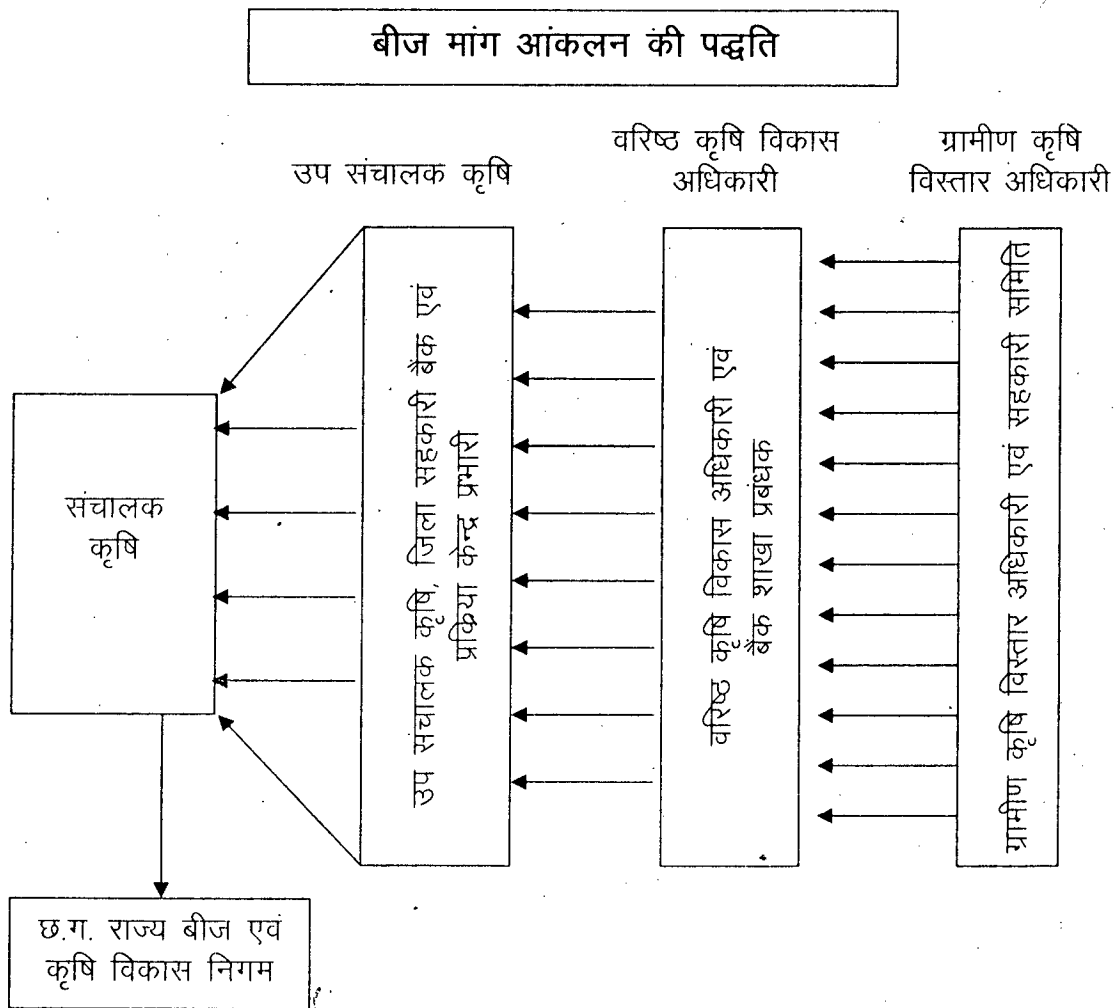 बीज मांग आंकलन की पद्धति
उप संचालक कृषि
वरिष्ठ कृषि विकास
अधिकारी
ग्रामीण कृषि
विस्तार अधिकारी
संचालक
कृषि
उप संचालक कृषि, जिला सहकारी बैंक एवं
प्रक्रिया केन्द्र प्रभारी
वरिष्ठ कृषि विकास अधिकारी एवं
बैंक शाखा प्रबंधक
ग्रामीण कृषि विस्तार अधिकारी एवं सहकारी समिति
छ.ग. राज्य बीज एवं
कृषि विकास निगम